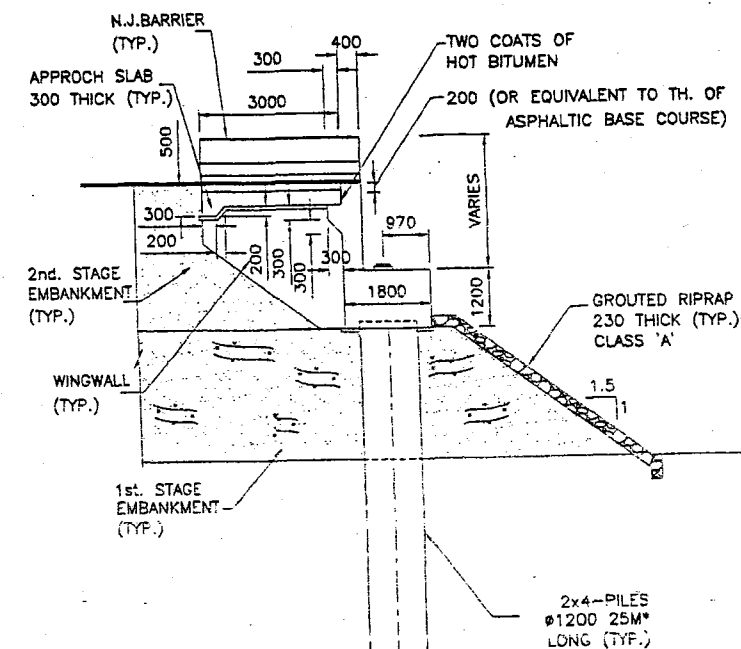 N.J.BARRIER
(TYP.)
300
400
TWO COATS OF
HOT BITUMEN
APPROCH SLAB
300 THICK (TYP.)
3000
200 (OR EQUIVALENT TO TH. OF
ASPHALTIC BASE COURSE)
500
VARIES
300
970
200
200
300
300
300
1800
1200
2nd. STAGE
EMBANKMENT
(TYP.)
GROUTED RIPRAP
230 THICK (TYP.)
CLASS 'A'
1.5
1
WINGWALL
(TYP.)
1st. STAGE
EMBANKMENT
(TYP.)
2x4-PILES
ø1200 25M*
LONG (TYP.)